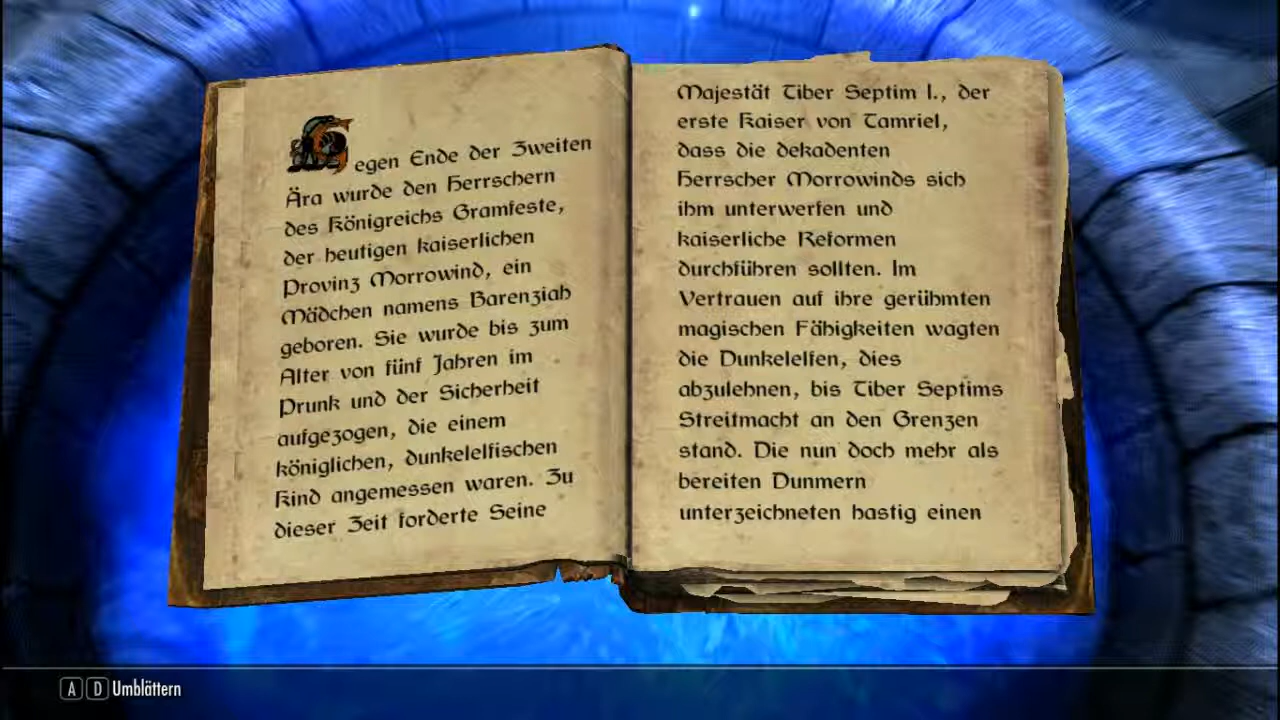 Gegen Ende der Zweiten
Ära wurde den Herrschern
des Königreichs Gramfeste,
der heutigen kaiserlichen
Provinz Morrowind, ein
Mädchen namens Barenziah
geboren. Sie wurde bis zum
Alter von fünf Jahren im
Prunk und der Sicherheit
aufgezogen, die einem
königlichen, dunkelelfischen
Kind angemessen waren. Zu
dieser Zeit forderte Seine
Majestät Tiber Septim I., der
erste Kaiser von Tamriel,
dass die dekadenten
Herrscher Morrowinds sich
ihm unterwerfen und
kaiserliche Reformen
durchführen sollten. Im
Vertrauen auf ihre gerühmten
magischen Fähigkeiten wagten
die Dunkelelfen, dies
abzulehnen, bis Tiber Septims
Streitmacht an den Grenzen
stand. Die nun doch mehr als
bereiten Dunmern
unterzeichneten hastig einen
A D Umblättern